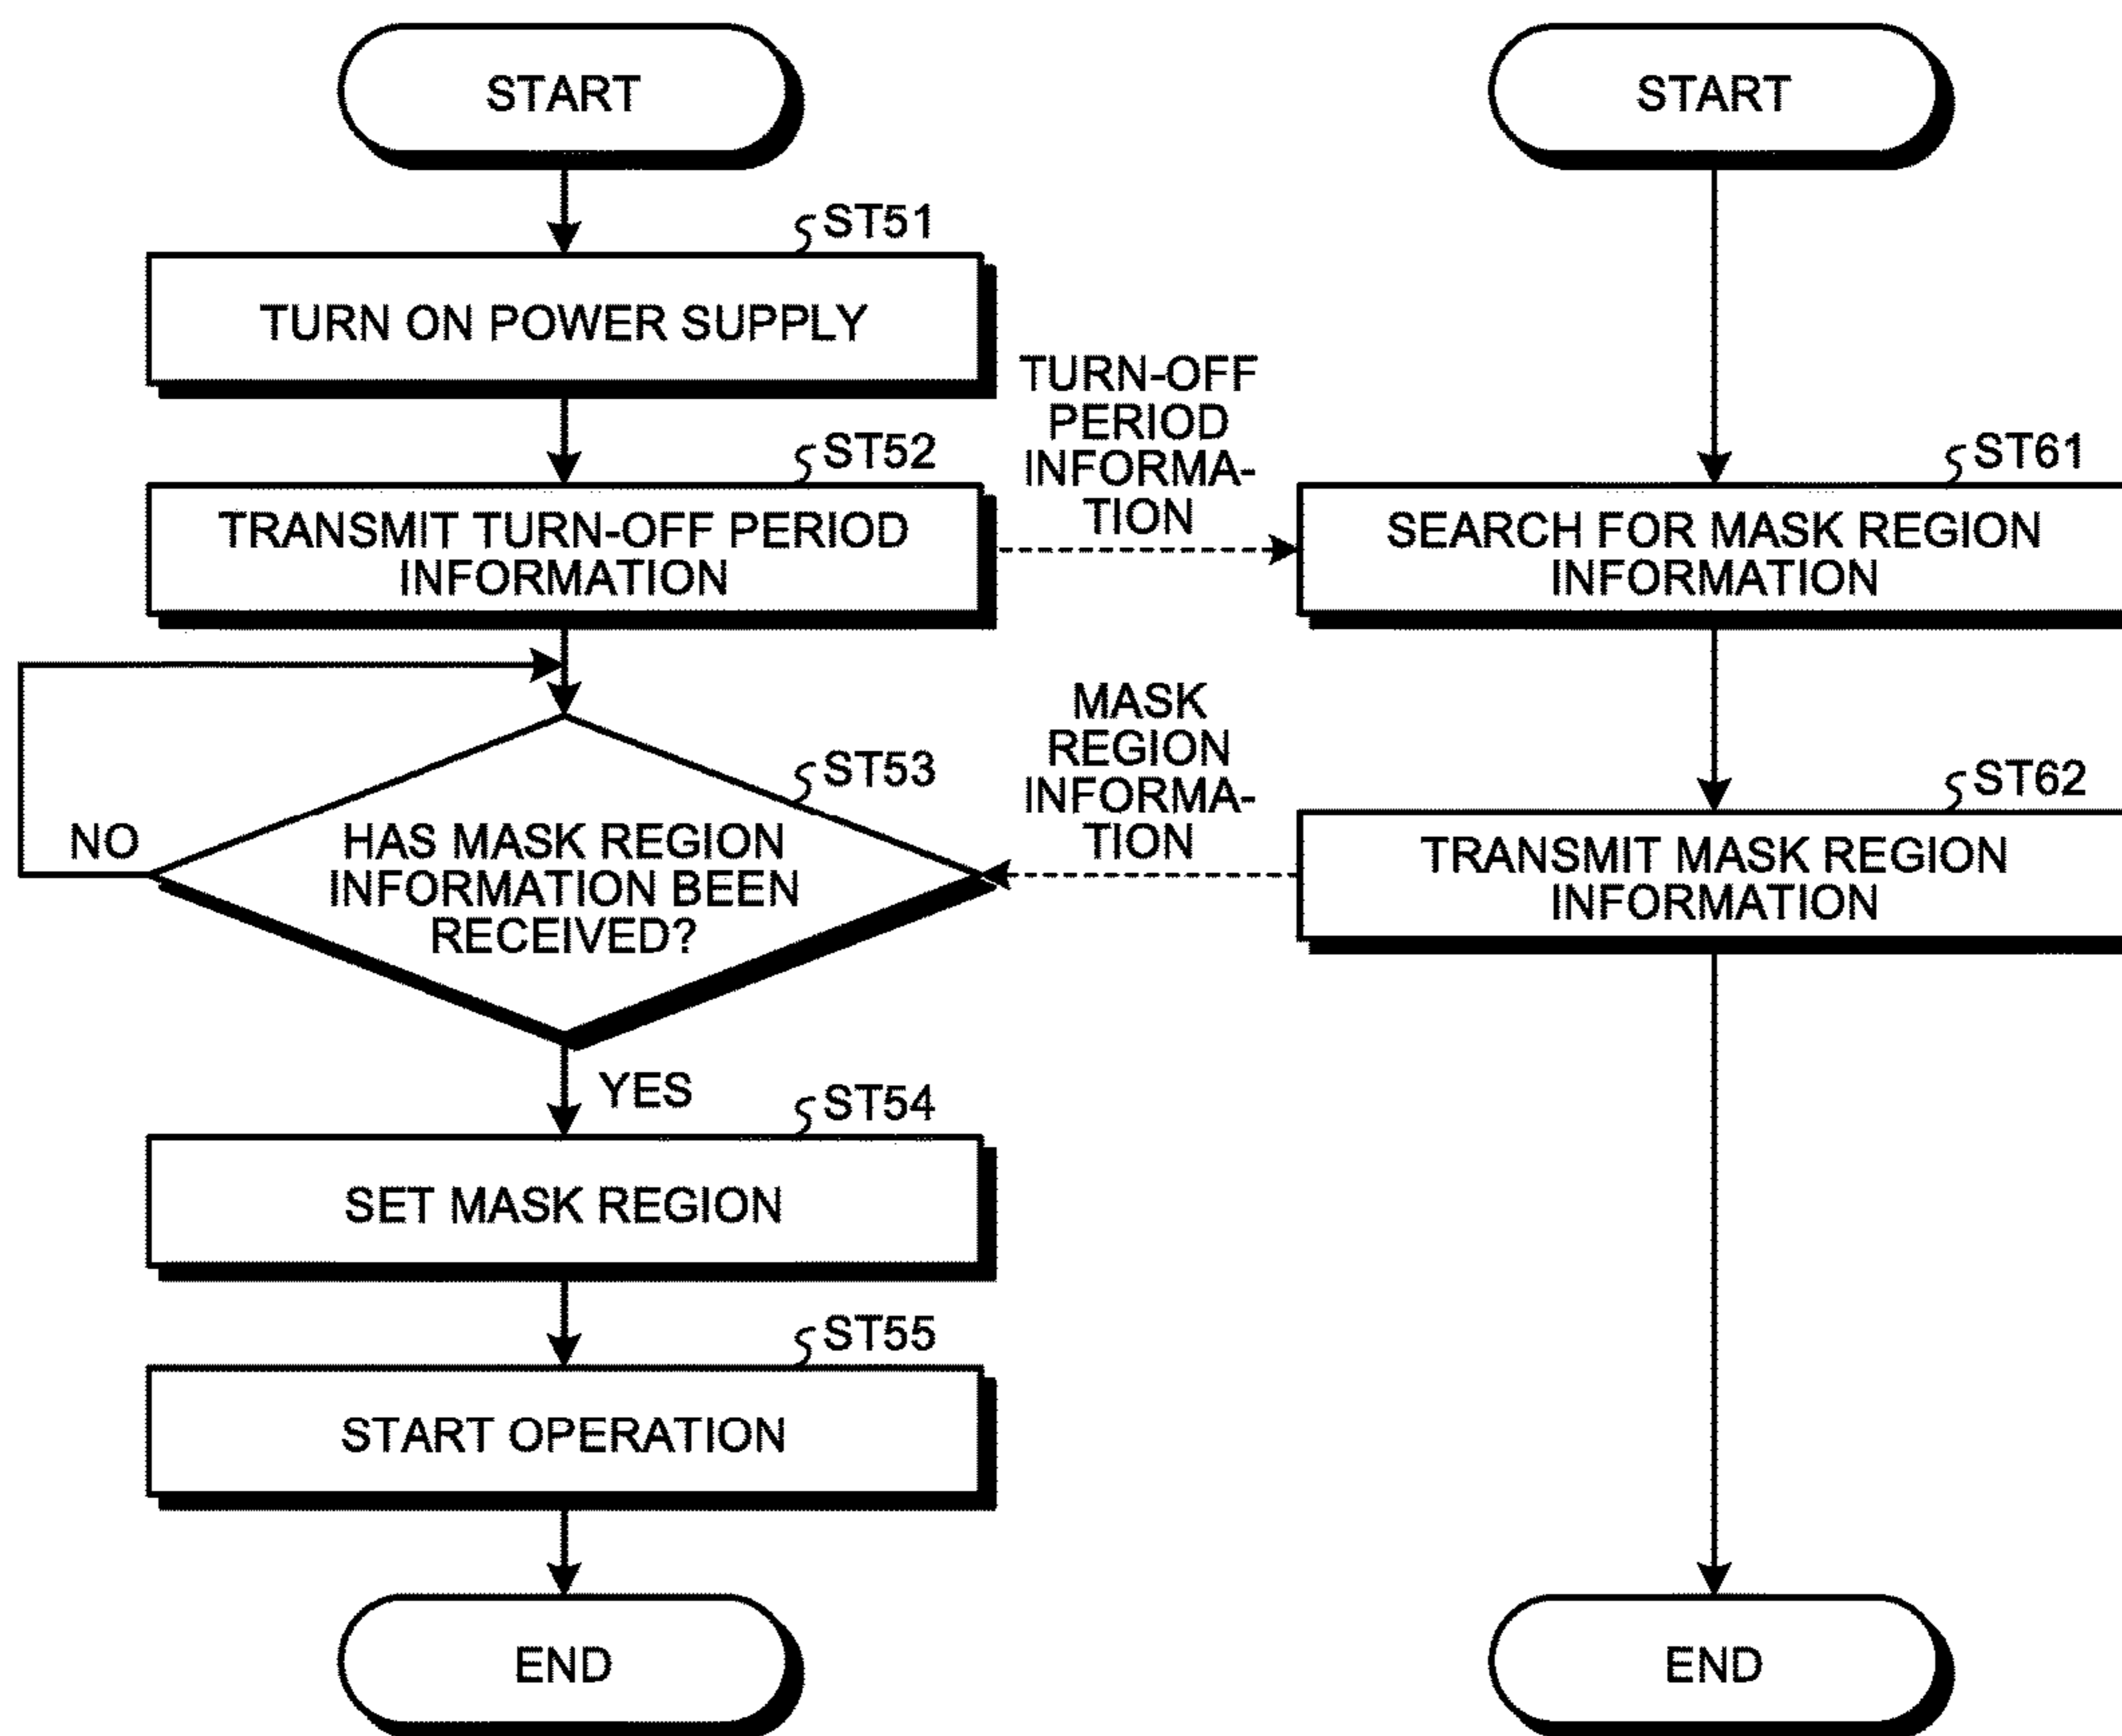 START
ST51
TURN ON POWER SUPPLY
ST52
TRANSMIT TURN-OFF PERIOD
INFORMATION
ST53
HAS MASK REGION
INFORMATION BEEN
RECEIVED?
NO
YES
ST54
SET MASK REGION
ST55
START OPERATION
END
TURN-OFF
PERIOD
INFORMA-
TION
MASK
REGION
INFORMA-
TION
START
ST61
SEARCH FOR MASK REGION
INFORMATION
ST62
TRANSMIT MASK REGION
INFORMATION
END